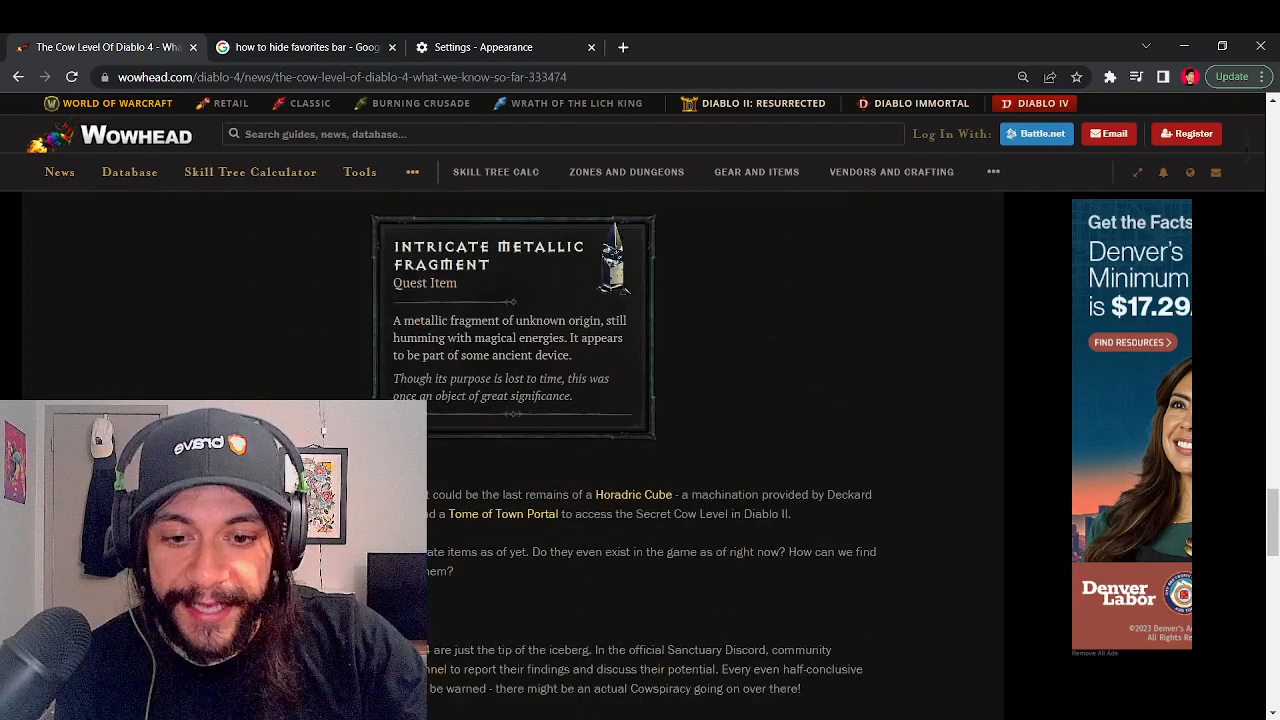 The Cow Level Of Diablo 4 - Wha
how to hide favorites bar - Goog
Settings - Appearance
wowhead.com/diablo-4/news/the-cow-level-of-diablo-4-what-we-know-so-far-333474
Update
WORLD OF WARCRAFT
RETAIL
CLASSIC
BURNING CRUSADE
WRATH OF THE LICH KING
DIABLO II: RESURRECTED
DIABLO IMMORTAL
DIABLO IV
WOWHEAD
Search guides, news, database...
Log In With:
Battle.net
Email
Register
News
Database
Skill Tree Calculator
Tools
SKILL TREE CALC
ZONES AND DUNGEONS
GEAR AND ITEMS
VENDORS AND CRAFTING
INTRICATE METALLIC
FRAGMENT
Quest Item
A metallic fragment of unknown origin, still
humming with magical energies. It appears
to be part of some ancient device.
Though its purpose is lost to time, this was
once an object of great significance.
could be the last remains of a Horadric Cube - a machination provided by Deckard
a Tome of Town Portal to access the Secret Cow Level in Diablo II.
items as of yet. Do they even exist in the game as of right now? How can we find
them?
are just the tip of the iceberg. In the official Sanctuary Discord, community
to report their findings and discuss their potential. Every even half-conclusive
be warned - there might be an actual Cowspiracy going on over there!
brave
Get the Facts
Denver's
Minimum
is $17.29
FIND RESOURCES
Denver
Labor
©2023 Denver's A
All Rights Re
Remove All Ads